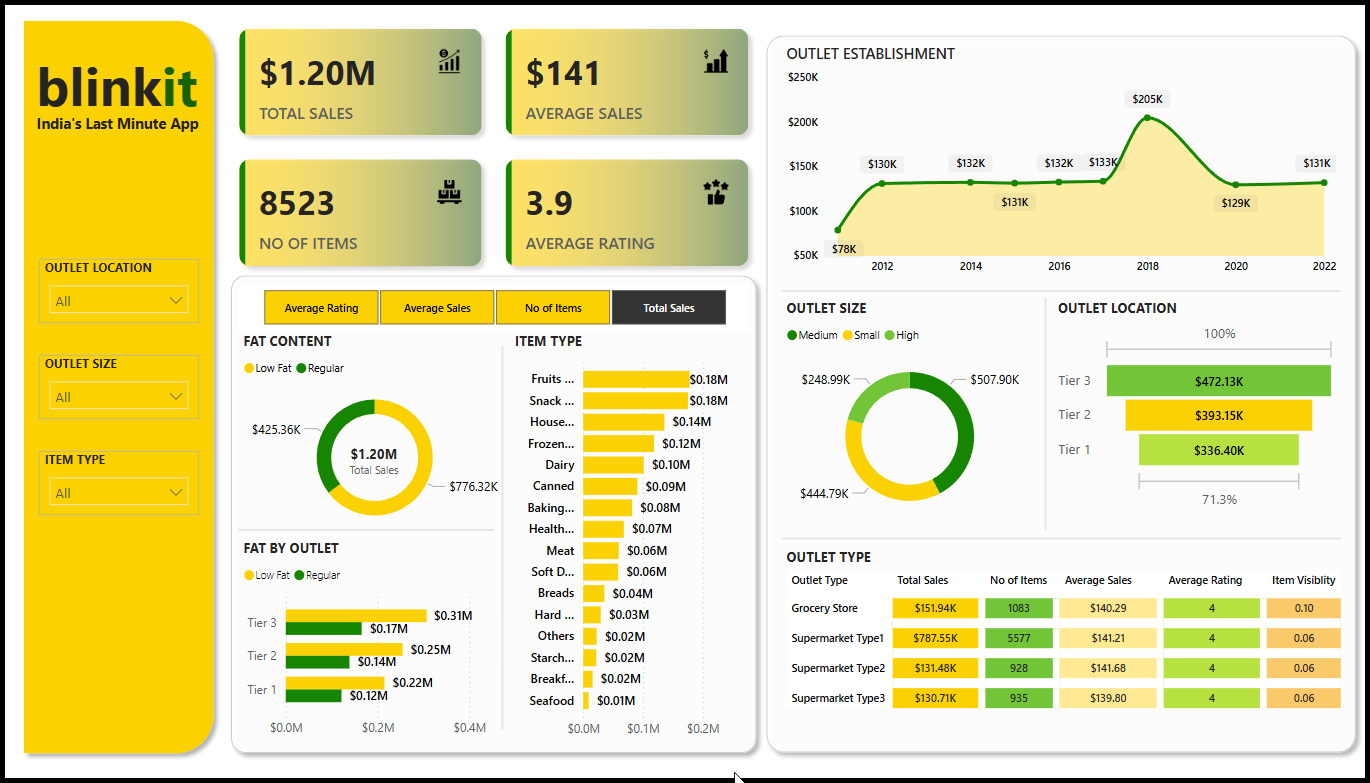 blinkit
India's Last Minute App
OUTLET LOCATION
All
OUTLET SIZE
All
ITEM TYPE
All
$1.20M
TOTAL SALES
$141
AVERAGE SALES
8523
NO OF ITEMS
3.9
AVERAGE RATING
Average Rating
Average Sales
No of Items
Total Sales
FAT CONTENT
Low Fat Regular
$425.36K
$1.20M
Total Sales
$776.32K
FAT BY OUTLET
Low Fat Regular
Tier 3 $0.31M
$0.17M
Tier 2 $0.25M
$0.14M
Tier 1 $0.22M
$0.12M
$0.0M $0.2M $0.4M
ITEM TYPE
Fruits ... $0.18M
Snack ... $0.18M
House... $0.14M
Frozen... $0.12M
Dairy $0.10M
Canned $0.09M
Baking... $0.08M
Health... $0.07M
Meat $0.06M
Soft D... $0.06M
Breads $0.04M
Hard ... $0.03M
Others $0.02M
Starch... $0.02M
Breakf... $0.02M
Seafood $0.01M
$0.0M $0.1M $0.2M
OUTLET ESTABLISHMENT
$250K
$200K
$150K
$100K
$50K
$78K
$130K
$132K
$131K
$132K
$133K
$205K
$129K
$131K
2012 2014 2016 2018 2020 2022
OUTLET SIZE
Medium Small High
$248.99K
$507.90K
$444.79K
OUTLET LOCATION
100%
Tier 3 $472.13K
Tier 2 $393.15K
Tier 1 $336.40K
71.3%
OUTLET TYPE
Outlet Type Total Sales No of Items Average Sales Average Rating Item Visiblity
Grocery Store $151.94K 1083 $140.29 4 0.10
Supermarket Type1 $787.55K 5577 $141.21 4 0.06
Supermarket Type2 $131.48K 928 $141.68 4 0.06
Supermarket Type3 $130.71K 935 $139.80 4 0.06